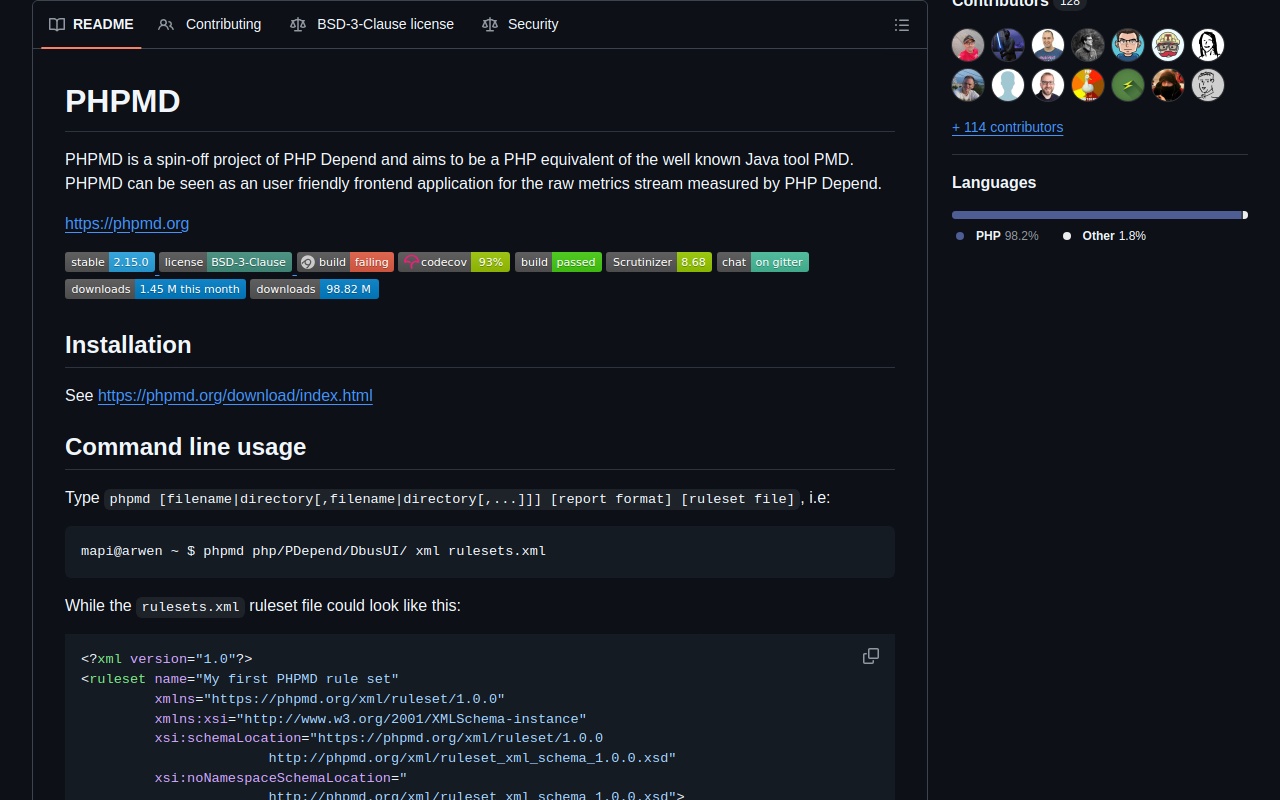 README
Contributing
BSD-3-Clause license
Security
PHPMD
PHPMD is a spin-off project of PHP Depend and aims to be a PHP equivalent of the well known Java tool PMD.
PHPMD can be seen as an user friendly frontend application for the raw metrics stream measured by PHP Depend.
https://phpmd.org
stable 2.15.0 license BSD-3-Clause build failing codecov 93% build passed Scrutinizer 8.68 chat on gitter
downloads 1.45 M this month downloads 98.82 M
Installation
See https://phpmd.org/download/index.html
Command line usage
Type phpmd [filename|directory[,filename|directory[,...]]] [report format] [ruleset file], i.e:
mapi@arwen ~ $ phpmd php/PDepend/DbusUI/ xml rulesets.xml
While the rulesets.xml ruleset file could look like this:
<?xml version="1.0"?>
<ruleset name="My first PHPMD rule set"
xmlns="https://phpmd.org/xml/ruleset/1.0.0"
xmlns:xsi="http://www.w3.org/2001/XMLSchema-instance"
xsi:schemaLocation="https://phpmd.org/xml/ruleset/1.0.0
http://phpmd.org/xml/ruleset_xml_schema_1.0.0.xsd"
xsi:noNamespaceSchemaLocation="
http://phpmd.org/xml/ruleset_xml_schema_1.0.0.xsd">
Contributors 128
+ 114 contributors
Languages
PHP 98.2% Other 1.8%